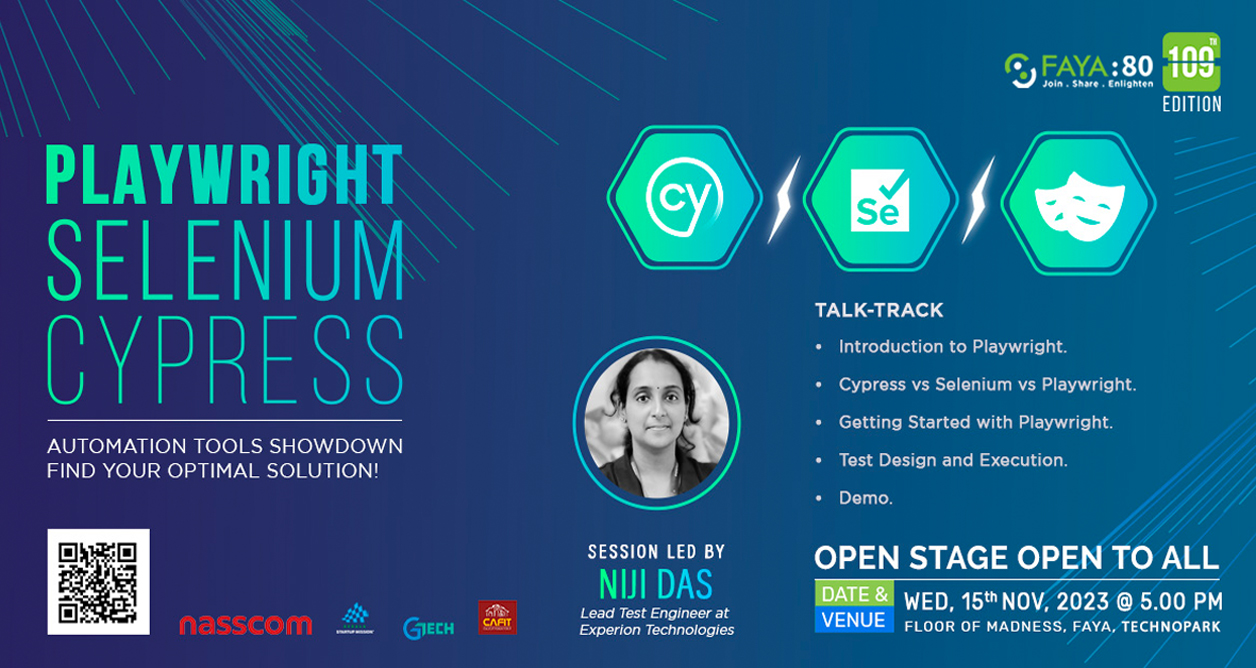 FAYA:80
Join . Share . Enlighten
109TH
EDITION
PLAYWRIGHT
SELENIUM
CYPRESS
AUTOMATION TOOLS SHOWDOWN
FIND YOUR OPTIMAL SOLUTION!
cy
Se
TALK-TRACK
• Introduction to Playwright.
• Cypress vs Selenium vs Playwright.
• Getting Started with Playwright.
• Test Design and Execution.
• Demo.
SESSION LED BY
NIJI DAS
Lead Test Engineer at
Experion Technologies
OPEN STAGE OPEN TO ALL
DATE &
VENUE
WED, 15th NOV, 2023 @ 5.00 PM
FLOOR OF MADNESS, FAYA, TECHNOPARK
nasscom
STARTUP MISSION
GTECH
CAFIT